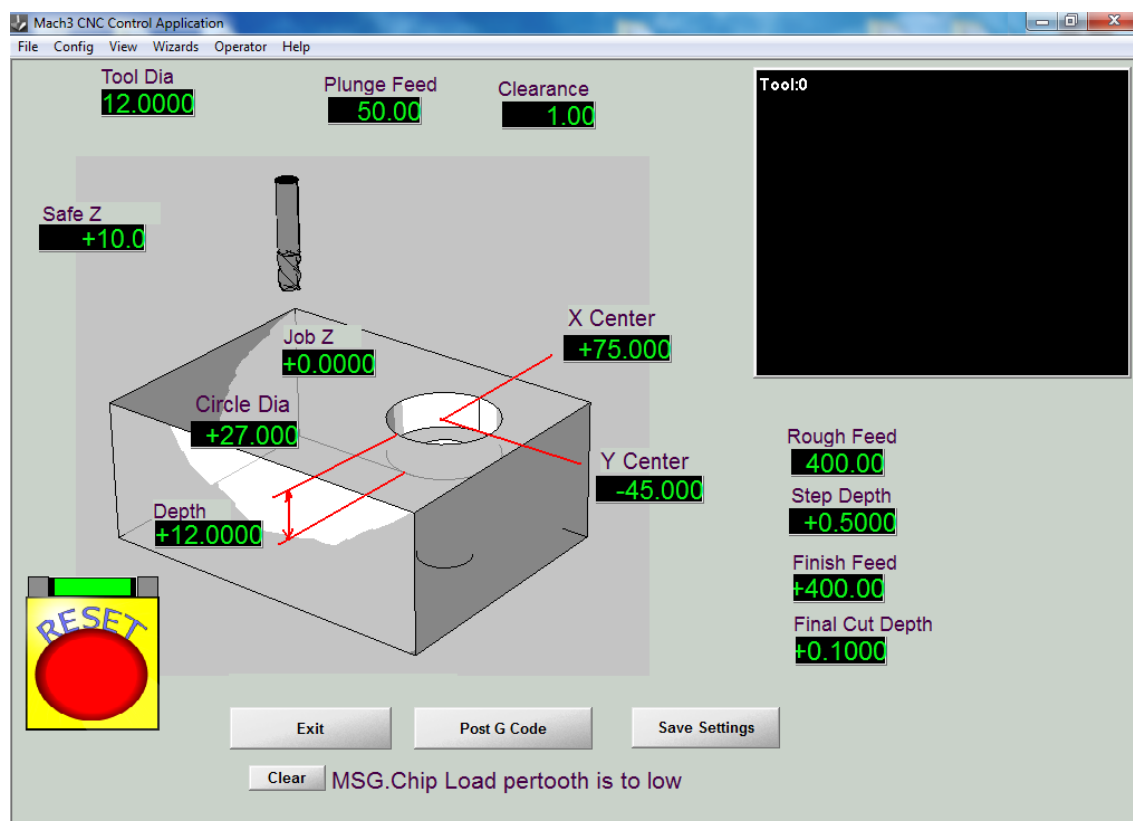 Mach3 CNC Control Application
File Config View Wizards Operator Help
Tool Dia
12.0000
Plunge Feed
50.00
Clearance
1.00
Tool:0
Safe Z
+10.0
Job Z
+0.0000
X Center
+75.000
Circle Dia
+27.000
Y Center
-45.000
Depth
+12.0000
Rough Feed
400.00
Step Depth
+0.5000
Finish Feed
+400.00
Final Cut Depth
+0.1000
RESET
Exit
Post G Code
Save Settings
Clear
MSG.Chip Load pertooth is to low